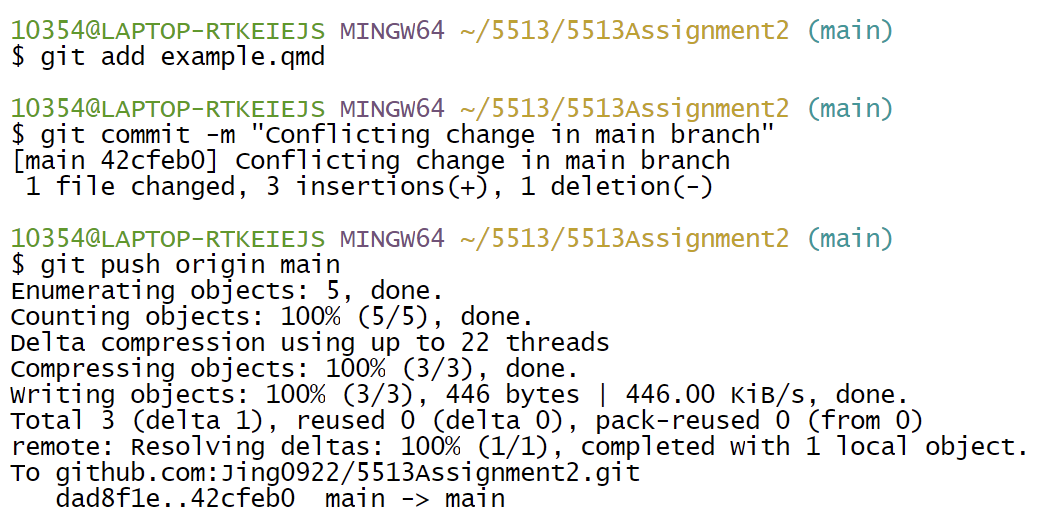 10354@LAPTOP-RTKEIEJS MINGW64 ~/5513/5513Assignment2 (main)
$ git add example.qmd
10354@LAPTOP-RTKEIEJS MINGW64 ~/5513/5513Assignment2 (main)
$ git commit -m "Conflicting change in main branch"
[main 42cfeb0] Conflicting change in main branch
 1 file changed, 3 insertions(+), 1 deletion(-)
10354@LAPTOP-RTKEIEJS MINGW64 ~/5513/5513Assignment2 (main)
$ git push origin main
Enumerating objects: 5, done.
Counting objects: 100% (5/5), done.
Delta compression using up to 22 threads
Compressing objects: 100% (3/3), done.
Writing objects: 100% (3/3), 446 bytes | 446.00 KiB/s, done.
Total 3 (delta 1), reused 0 (delta 0), pack-reused 0 (from 0)
remote: Resolving deltas: 100% (1/1), completed with 1 local object.
To github.com:Jing0922/5513Assignment2.git
   dad8f1e..42cfeb0  main -> main